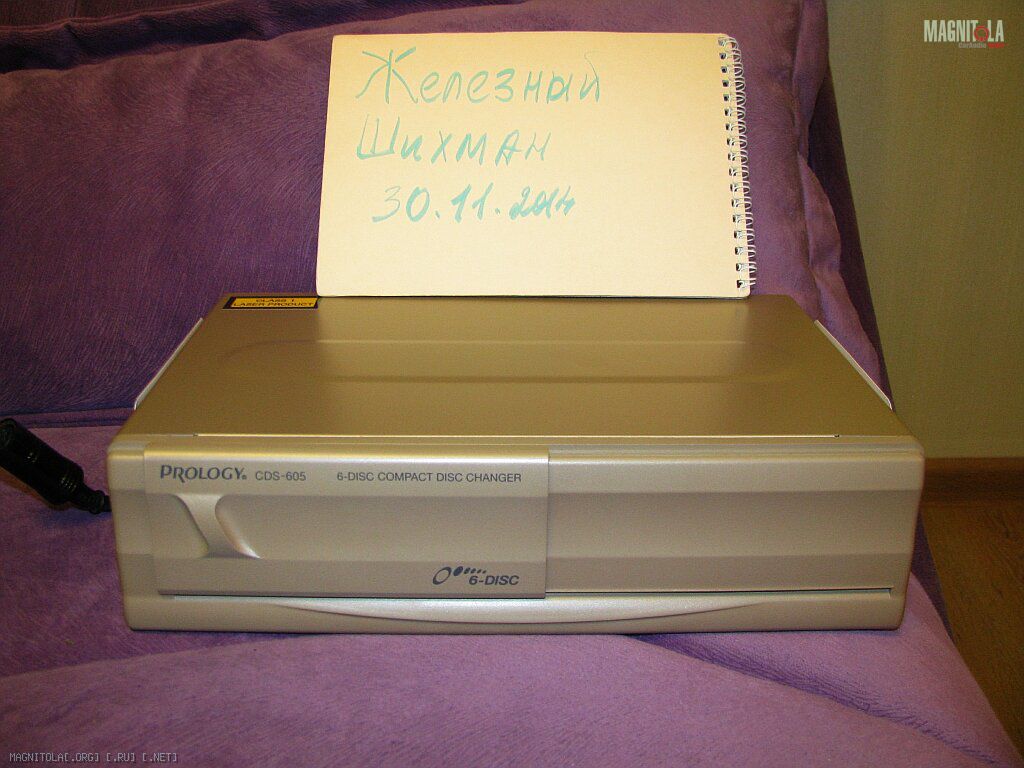 MAGNITOLA
Железный
Шихман
30.11.2014
CLASS 1
LASER PRODUCT
PROLOGY® CDS-605 6-DISC COMPACT DISC CHANGER
6-DISC
MAGNITOLA[.ORG] [.RU] [.NET]